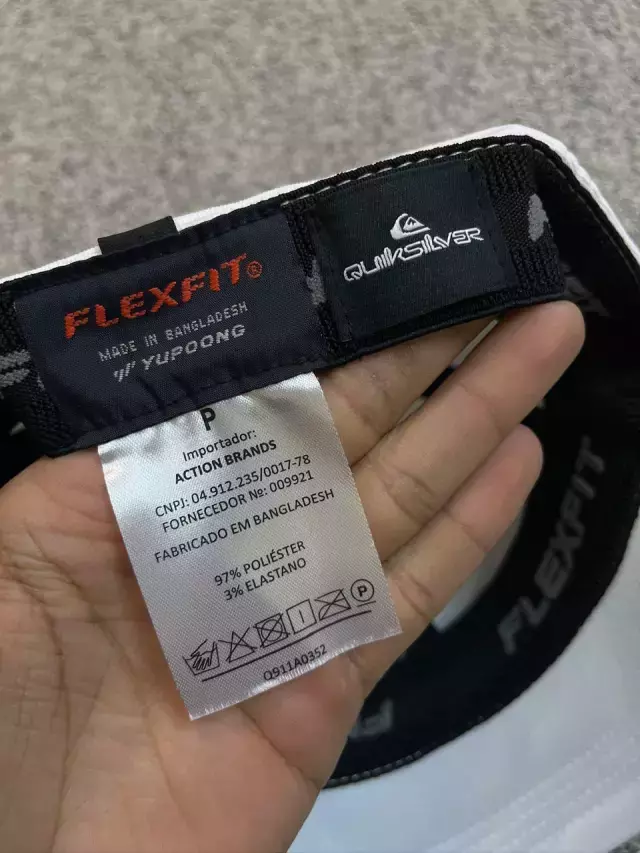 FLEXFIT®
MADE IN BANGLADESH
YUPOONG
QUIKSILVER
P
Importador:
ACTION BRANDS
CNPJ: 04.912.235/0017-78
FORNECEDOR Nº: 009921
FABRICADO EM BANGLADESH
97% POLIÉSTER
3% ELASTANO
P
Q911A0352
FLEXFIT